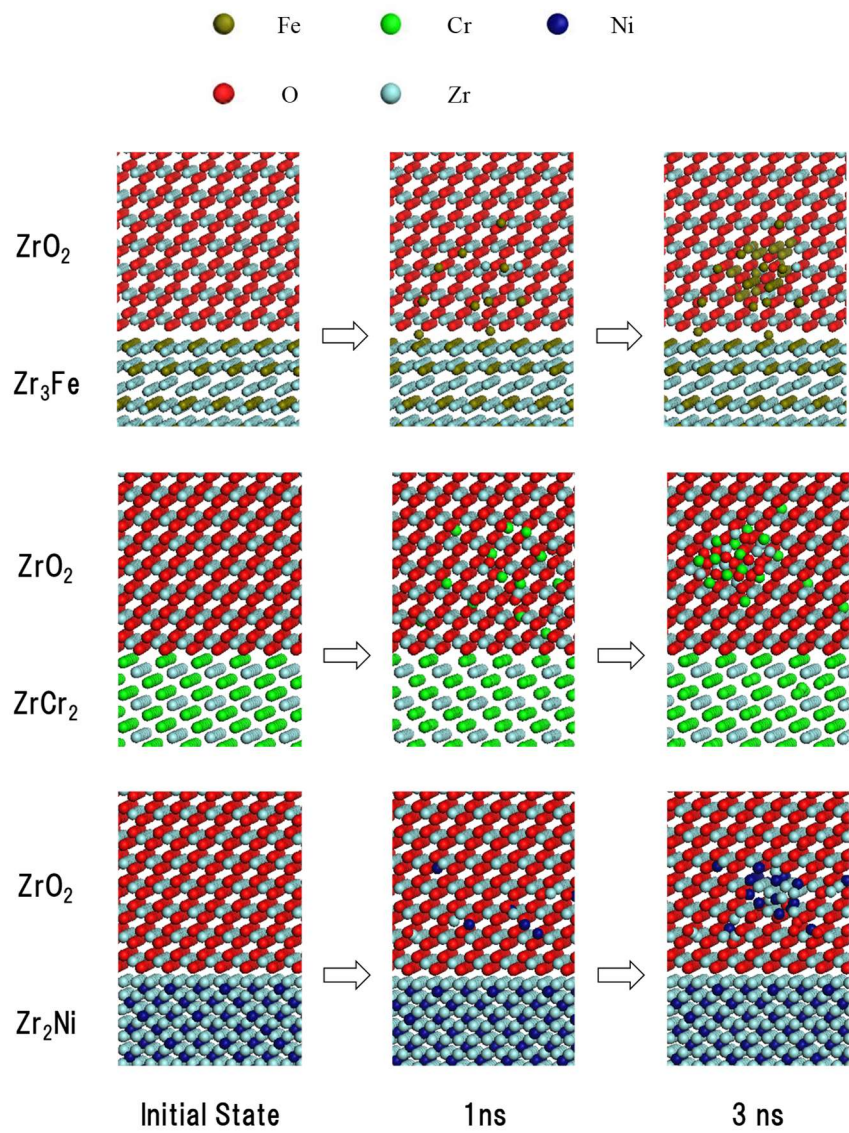 Fe Cr Ni
O Zr
ZrO₂
Zr₃Fe
ZrO₂
ZrCr₂
ZrO₂
Zr₂Ni
Initial State 1ns 3 ns